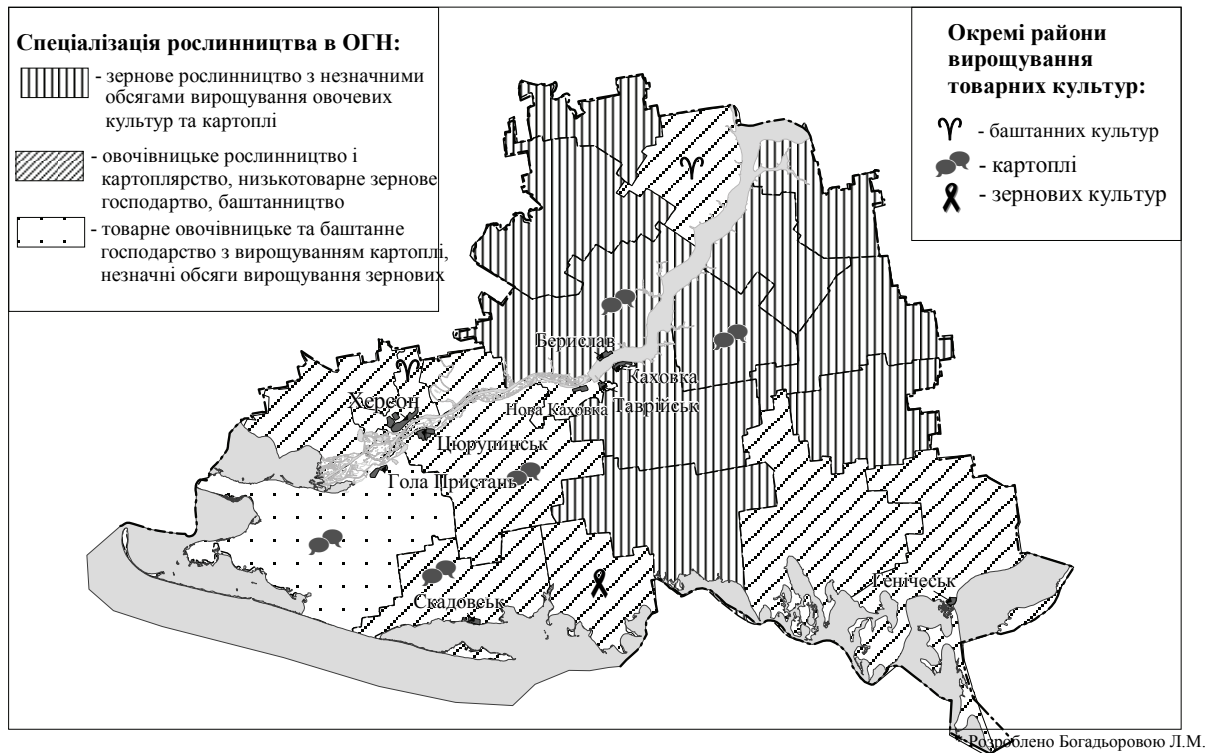 Спеціалізація рослинництва в ОГН:
- зернове рослинництво з незначними
обсягами вирощування овочевих
культур та картоплі
- овочівницьке рослинництво і
картоплярство, низькотоварне зернове
господартво, баштанництво
- товарне овочівницьке та баштанне
господарство з вирощуванням картоплі,
незначні обсяги вирощування зернових
Окремі райони
вирощування
товарних культур:
- баштанних культур
- картоплі
- зернових культур
Берислав
Каховка
Нова Каховка
Таврійськ
Херсон
Цюрупинськ
Гола Пристань
Скадовськ
Генічеськ
Розроблено Богадьоровою Л.М.